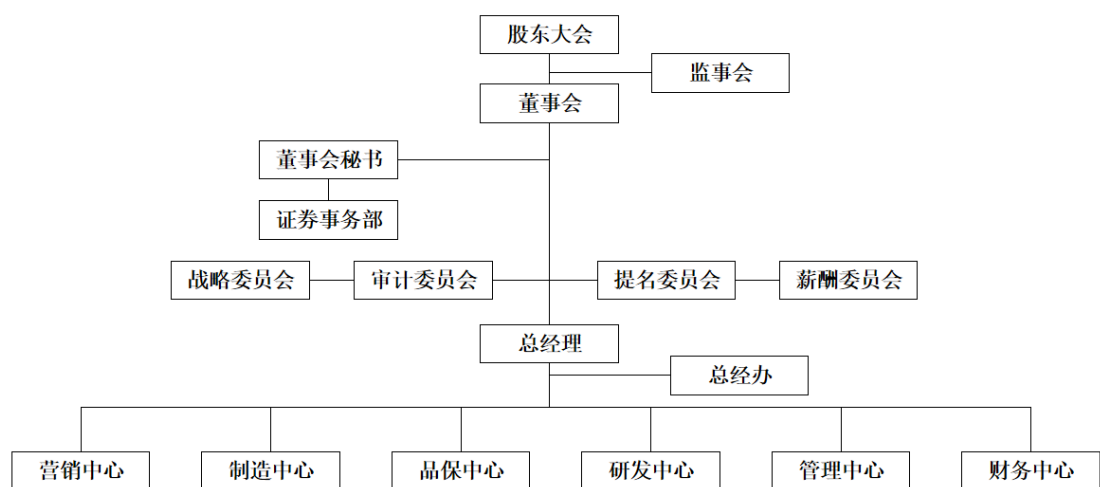 股东大会
监事会
董事会
董事会秘书
证券事务部
战略委员会
审计委员会
提名委员会
薪酬委员会
总经理
总经办
营销中心
制造中心
品保中心
研发中心
管理中心
财务中心